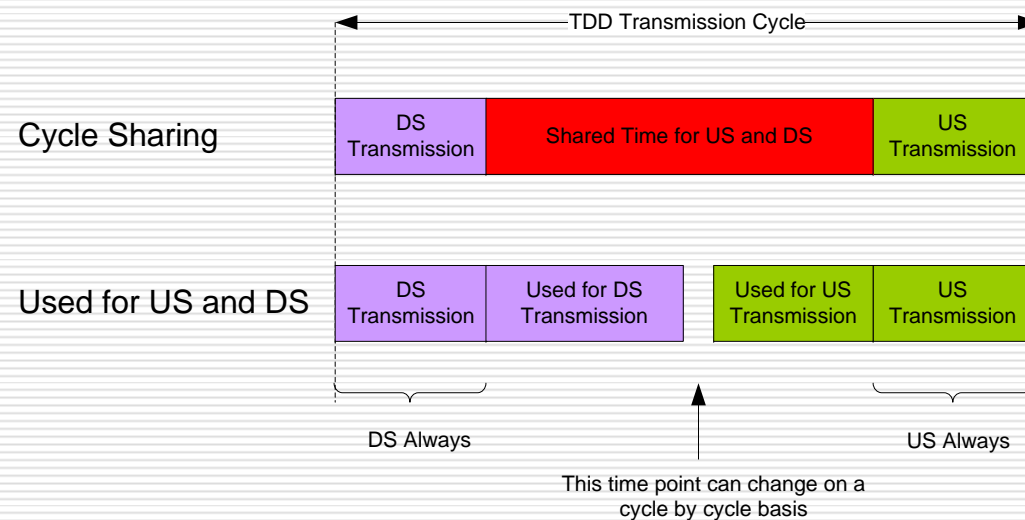 TDD Transmission Cycle
Cycle Sharing
DS
Transmission
Shared Time for US and DS
US
Transmission
Used for US and DS
DS
Transmission
Used for DS
Transmission
Used for US
Transmission
US
Transmission
DS Always
US Always
This time point can change on a
cycle by cycle basis